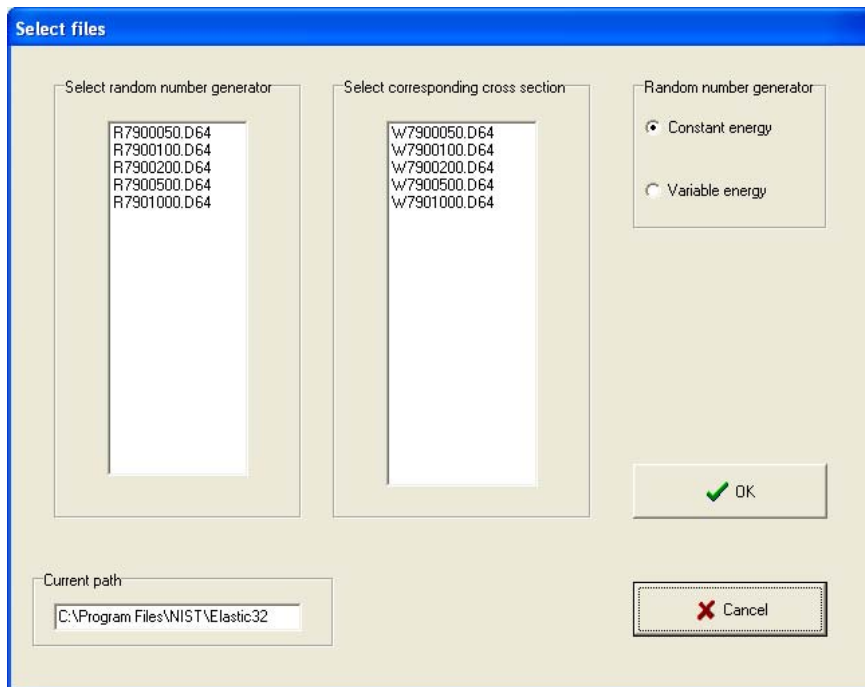 Select files
Select random number generator
R7900050.D64
R7900100.D64
R7900200.D64
R7900500.D64
R7901000.D64
Select corresponding cross section
W7900050.D64
W7900100.D64
W7900200.D64
W7900500.D64
W7901000.D64
Random number generator
Constant energy
Variable energy
OK
Current path
C:\Program Files\NIST\Elastic32
Cancel